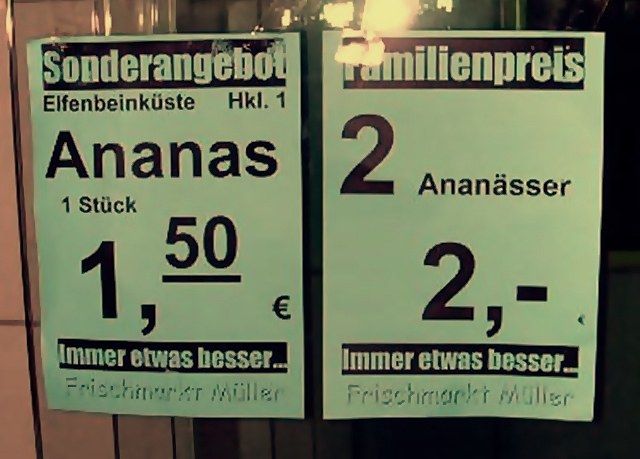 Sonderangebot
Elfenbeinküste Hkl. 1
Ananas
1 Stück
1,50
€
Immer etwas besser...
Frischmarkt Müller
Familienpreis
2 Ananässer
2,-
€
Immer etwas besser...
Frischmarkt Müller